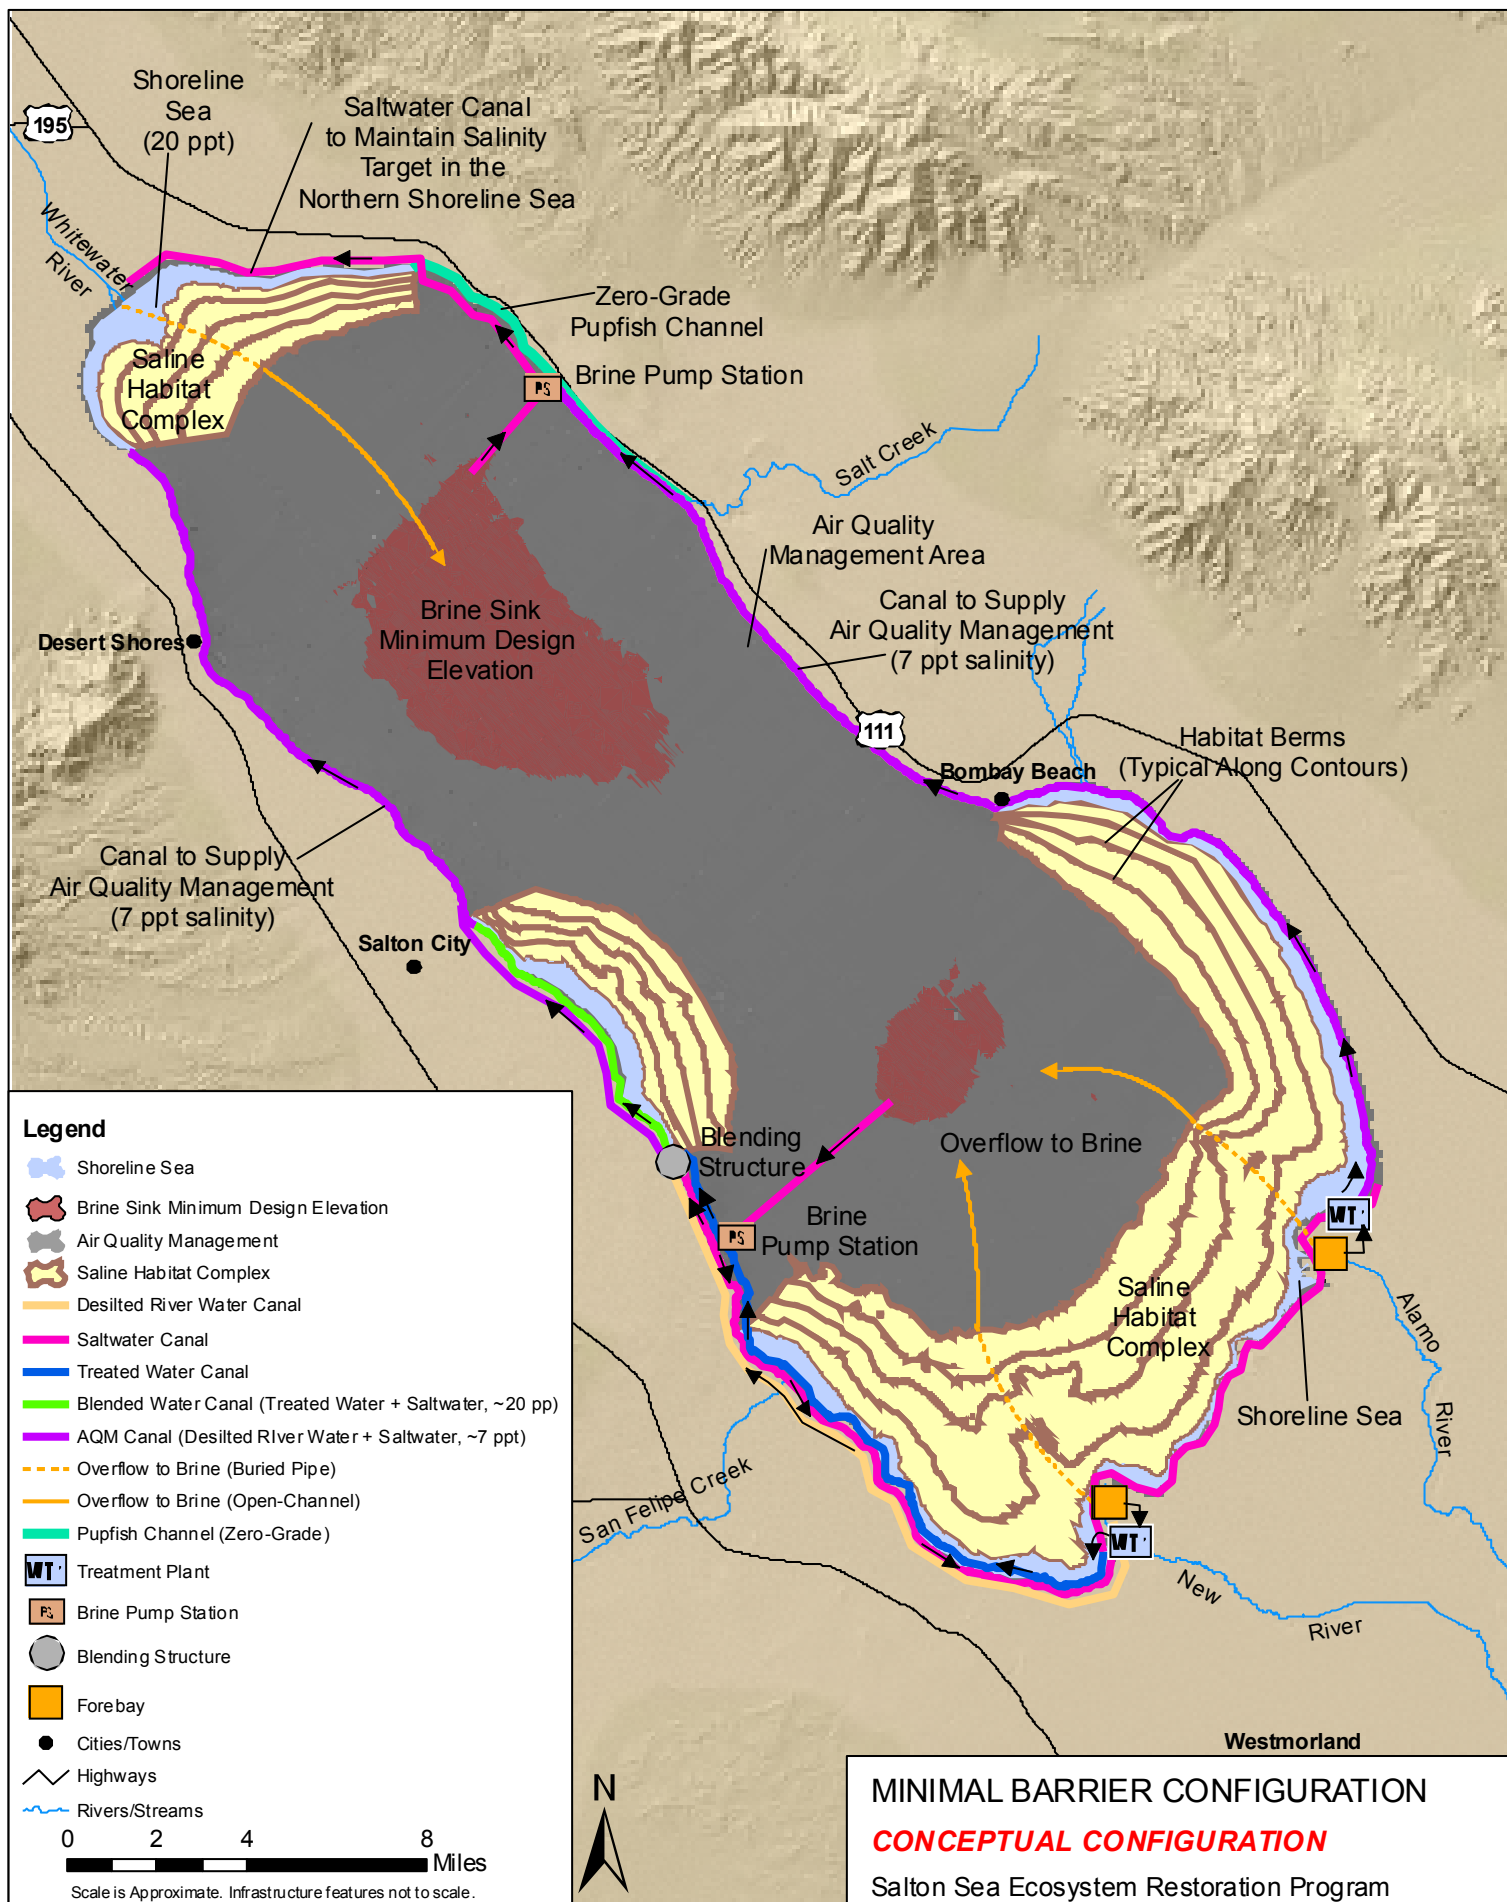 Shoreline
Sea
(20 ppt)
195
Saltwater Canal
to Maintain Salinity
Target in the
Northern Shoreline Sea
Whitewater
River
Zero-Grade
Pupfish Channel
Saline
Habitat
Complex
PS
Brine Pump Station
Salt Creek
Air Quality
Management Area
Canal to Supply
Air Quality Management
(7 ppt salinity)
Brine Sink
Minimum Design
Elevation
Desert Shores
111
Habitat Berms
(Typical Along Contours)
Bombay Beach
Canal to Supply
Air Quality Management
(7 ppt salinity)
Salton City
Blending
Structure
Overflow to Brine
PS
Brine
Pump Station
WT
Saline
Habitat
Complex
Alamo
River
Shoreline Sea
San Felipe Creek
WT
New
River
Westmorland
Legend
Shoreline Sea
Brine Sink Minimum Design Elevation
Air Quality Management
Saline Habitat Complex
Desilted River Water Canal
Saltwater Canal
Treated Water Canal
Blended Water Canal (Treated Water + Saltwater, ~20 pp)
AQM Canal (Desilted RIver Water + Saltwater, ~7 ppt)
Overflow to Brine (Buried Pipe)
Overflow to Brine (Open-Channel)
Pupfish Channel (Zero-Grade)
WT Treatment Plant
PS Brine Pump Station
Blending Structure
Forebay
Cities/Towns
Highways
Rivers/Streams
0 2 4 8
Miles
Scale is Approximate. Infrastructure features not to scale.
N
MINIMAL BARRIER CONFIGURATION
CONCEPTUAL CONFIGURATION
Salton Sea Ecosystem Restoration Program